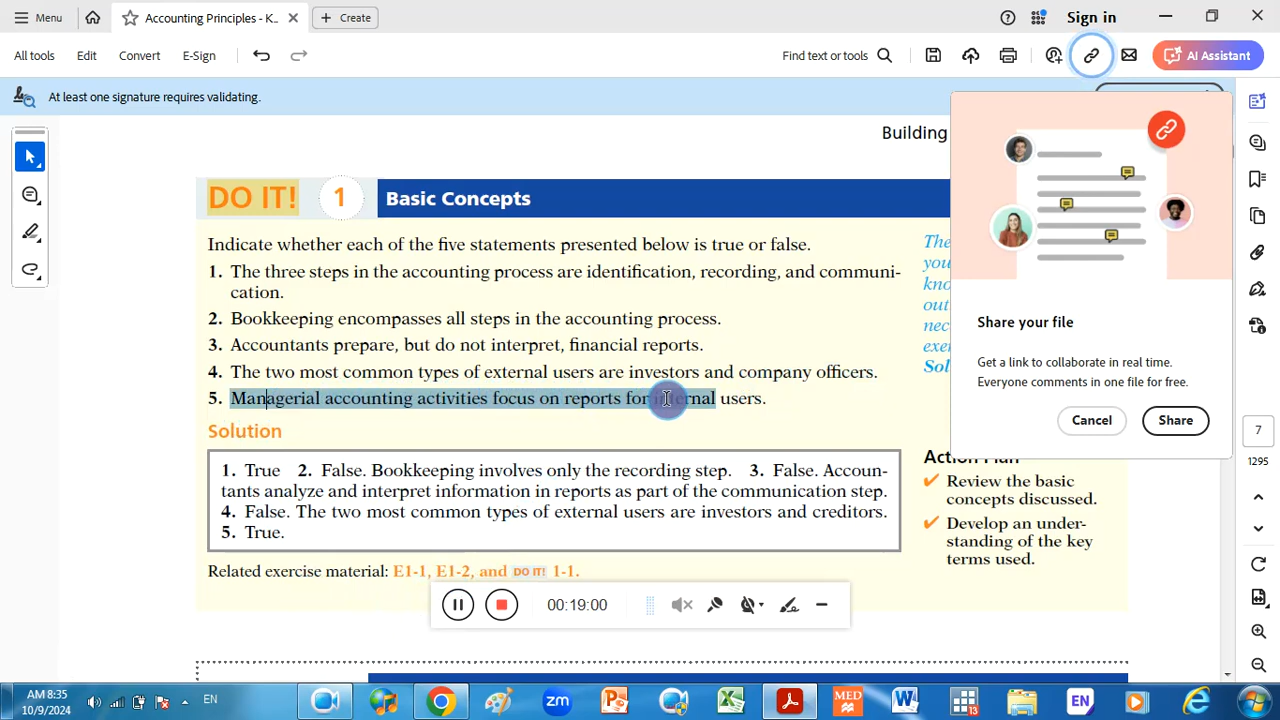 Menu
Accounting Principles - K...
Create
Sign in
All tools
Edit
Convert
E-Sign
Find text or tools
AI Assistant
At least one signature requires validating.
Building
DO IT! 1 Basic Concepts
Indicate whether each of the five statements presented below is true or false.
1. The three steps in the accounting process are identification, recording, and communi-
cation.
2. Bookkeeping encompasses all steps in the accounting process.
3. Accountants prepare, but do not interpret, financial reports.
4. The two most common types of external users are investors and company officers.
5. Managerial accounting activities focus on reports for internal users.
Solution
1. True 2. False. Bookkeeping involves only the recording step. 3. False. Accoun-
tants analyze and interpret information in reports as part of the communication step.
4. False. The two most common types of external users are investors and creditors.
5. True.
Related exercise material: E1-1, E1-2, and DO IT! 1-1.
The
you
kno
out
nec
exer
Sol
Share your file
Get a link to collaborate in real time.
Everyone comments in one file for free.
Cancel
Share
Action Plan
✔ Review the basic
concepts discussed.
✔ Develop an under-
standing of the key
terms used.
7
1295
00:19:00
AM 8:35
10/9/2024
EN
zm
MED
13
EN